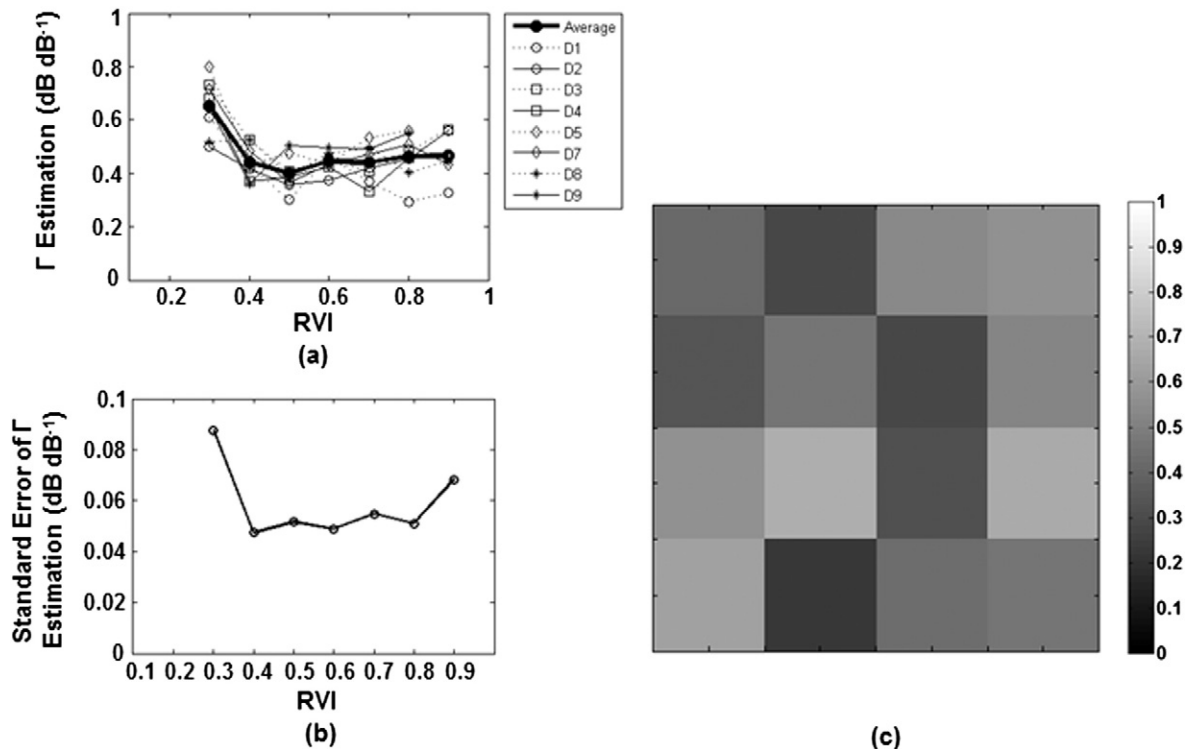 Γ Estimation (dB dB-1)
1
0.8
0.6
0.4
0.2
0
0.2 0.4 0.6 0.8 1
RVI
(a)
Average
D1
D2
D3
D4
D5
D7
D8
D9
Standard Error of Γ
Estimation (dB dB-1)
0.1
0.08
0.06
0.04
0.02
0
0.1 0.2 0.3 0.4 0.5 0.6 0.7 0.8 0.9
RVI
(b)
1
0.9
0.8
0.7
0.6
0.5
0.4
0.3
0.2
0.1
0
(c)